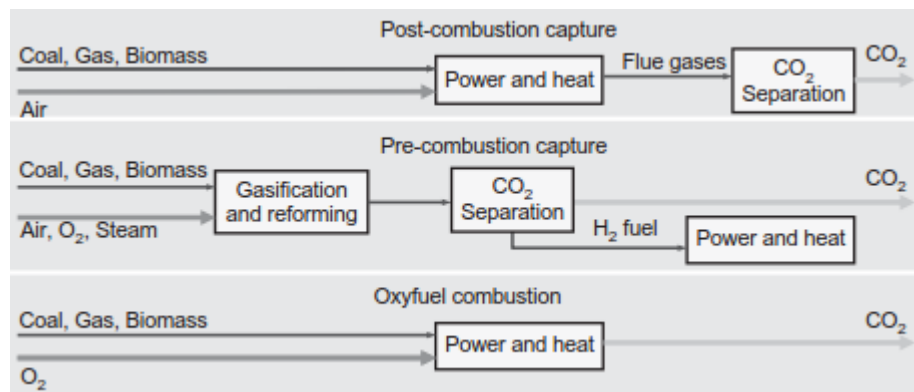 Post-combustion capture
Coal, Gas, Biomass
Air
Power and heat
Flue gases
CO₂
Separation
CO₂
Pre-combustion capture
Coal, Gas, Biomass
Air, O₂, Steam
Gasification
and reforming
CO₂
Separation
CO₂
H₂ fuel
Power and heat
Oxyfuel combustion
Coal, Gas, Biomass
O₂
Power and heat
CO₂